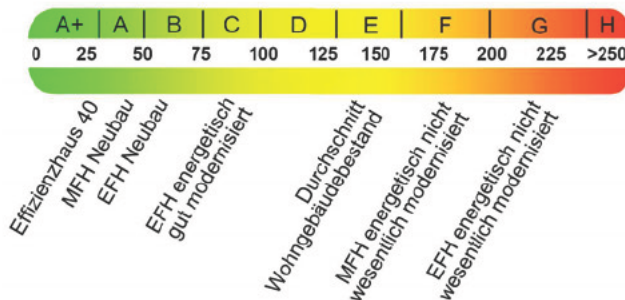 A+ A B C D E F G H
0 25 50 75 100 125 150 175 200 225 >250
Effizienzhaus 40
MFH Neubau
EFH Neubau
EFH energetisch
gut modernisiert
Durchschnitt
Wohngebäudebestand
MFH energetisch nicht
wesentlich modernisiert
EFH energetisch nicht
wesentlich modernisiert